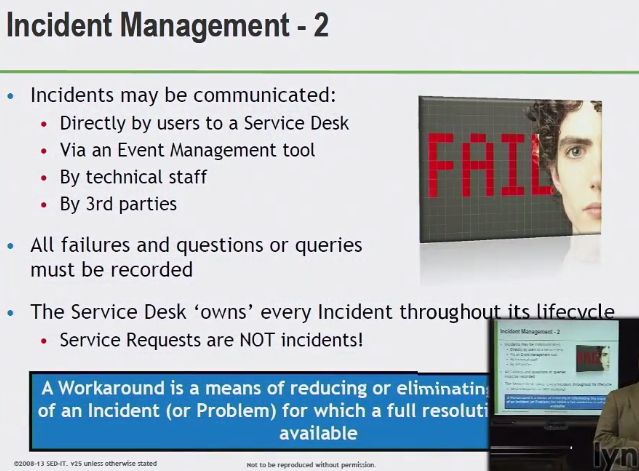 Incident Management - 2
• Incidents may be communicated:
• Directly by users to a Service Desk
• Via an Event Management tool
• By technical staff
• By 3rd parties
FAIL
• All failures and questions or queries
must be recorded
• The Service Desk ‘owns’ every Incident throughout its lifecycle
• Service Requests are NOT incidents!
A Workaround is a means of reducing or eliminating
of an Incident (or Problem) for which a full resoluti
available
©2008-13 SED-IT. v25 unless otherwise stated
Not to be reproduced without permission.
Incident Management - 2
lyn